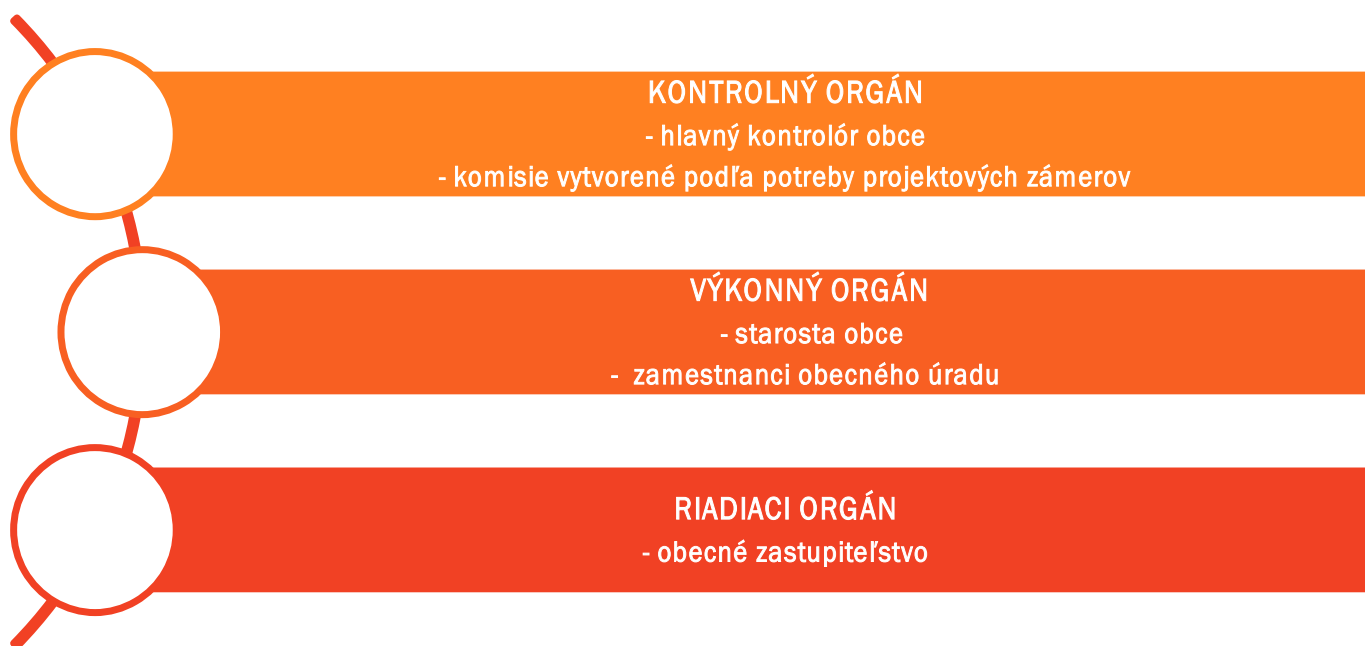 KONTROLNÝ ORGÁN
- hlavný kontrolór obce
- komisie vytvorené podľa potreby projektových zámerov
VÝKONNÝ ORGÁN
- starosta obce
- zamestnanci obecného úradu
RIADIACI ORGÁN
- obecné zastupiteľstvo